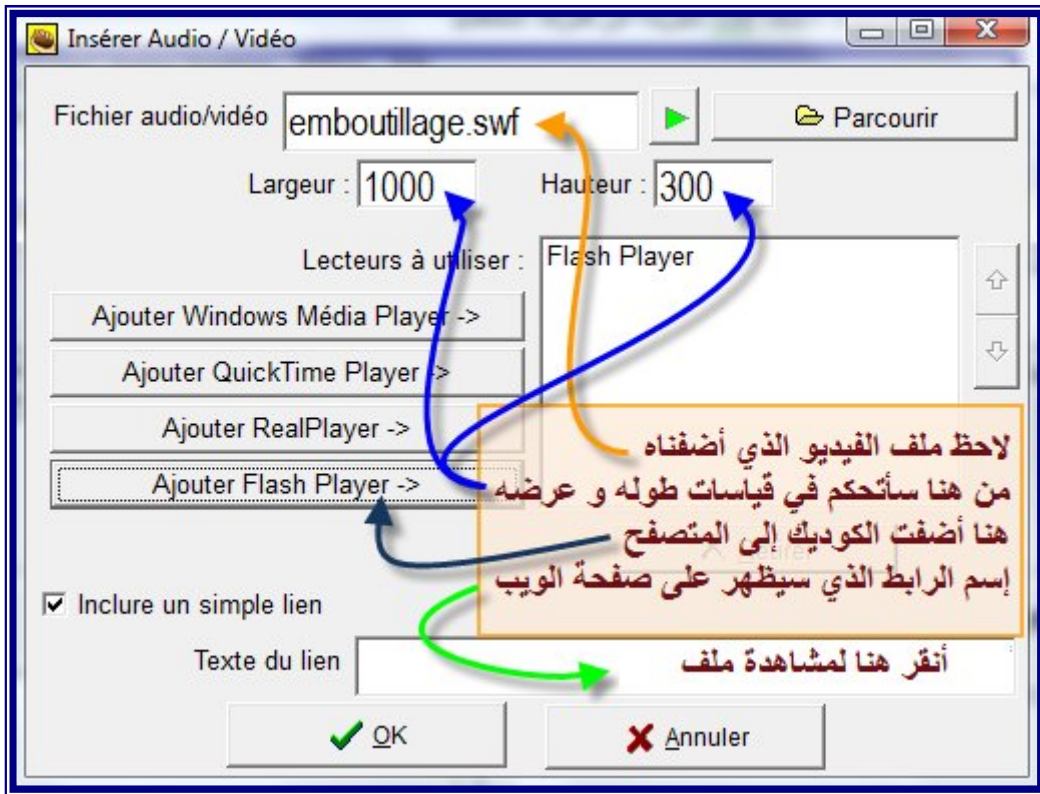 Insérer Audio / Vidéo
Fichier audio/vidéo emboutillage.swf Parcourir
Largeur : 1000 Hauteur : 300
Lecteurs à utiliser : Flash Player
Ajouter Windows Média Player ->
Ajouter QuickTime Player ->
Ajouter RealPlayer ->
Ajouter Flash Player ->
لاحظ ملف الفيديو الذي أضفناه
من هنا سأتحكم في قياسات طوله و عرضه
هنا أضفت الكوديك إلى المتصفح
إسم الرابط الذي سيظهر على صفحة الويب
Inclure un simple lien
Texte du lien أنقر هنا لمشاهدة ملف
OK Annuler